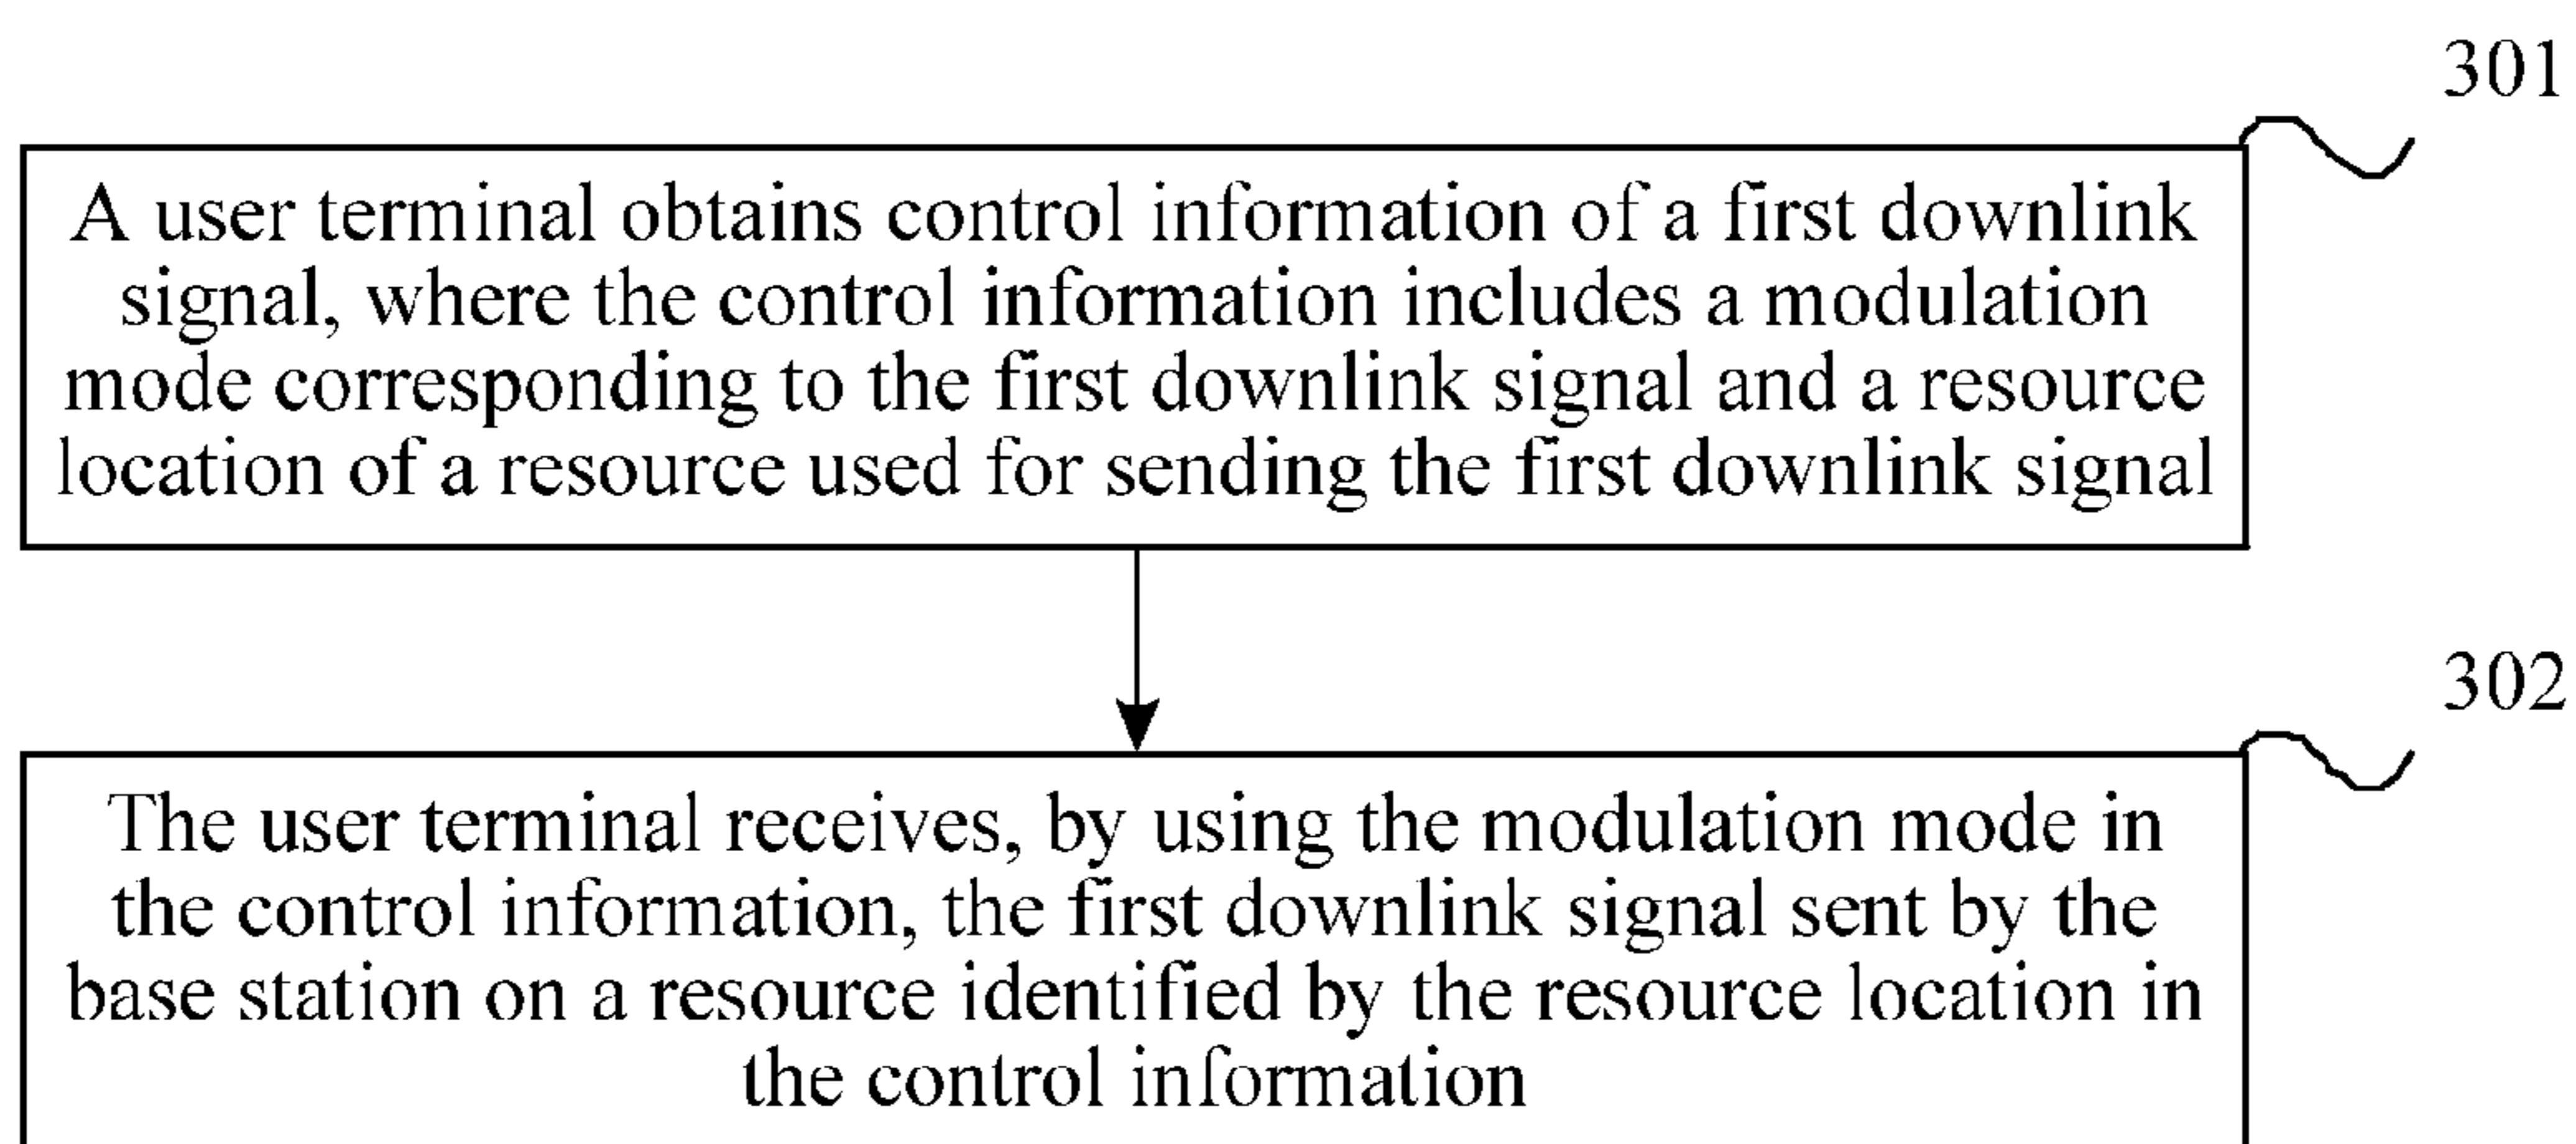 301
A user terminal obtains control information of a first downlink
signal, where the control information includes a modulation
mode corresponding to the first downlink signal and a resource
location of a resource used for sending the first downlink signal
302
The user terminal receives, by using the modulation mode in
the control information, the first downlink signal sent by the
base station on a resource identified by the resource location in
the control information